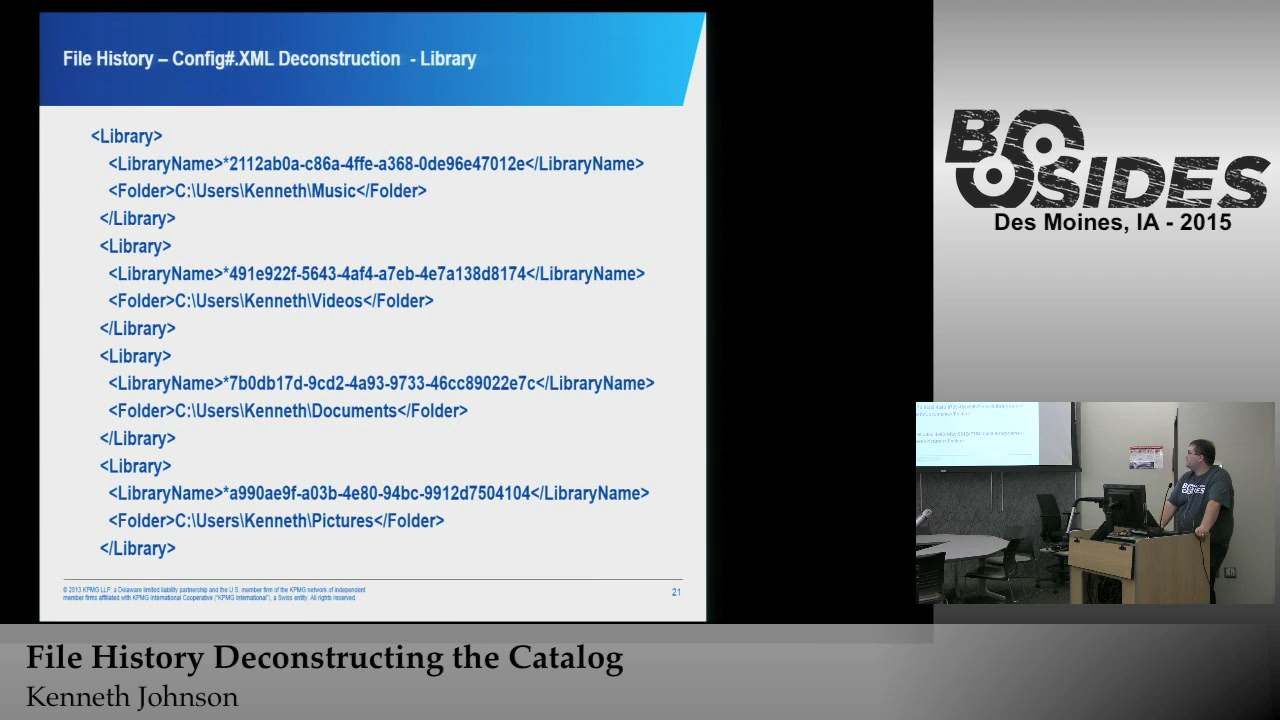 File History – Config#.XML Deconstruction - Library
<Library>
<LibraryName>*2112ab0a-c86a-4ffe-a368-0de96e47012e</LibraryName>
<Folder>C:\Users\Kenneth\Music</Folder>
</Library>
<Library>
<LibraryName>*491e922f-5643-4af4-a7eb-4e7a138d8174</LibraryName>
<Folder>C:\Users\Kenneth\Videos</Folder>
</Library>
<Library>
<LibraryName>*7b0db17d-9cd2-4a93-9733-46cc89022e7c</LibraryName>
<Folder>C:\Users\Kenneth\Documents</Folder>
</Library>
<Library>
<LibraryName>*a990ae9f-a03b-4e80-94bc-9912d7504104</LibraryName>
<Folder>C:\Users\Kenneth\Pictures</Folder>
</Library>
© 2013 KPMG LLP, a Delaware limited liability partnership and the U.S. member firm of the KPMG network of independent
member firms affiliated with KPMG International Cooperative ("KPMG International"), a Swiss entity. All rights reserved.
21
BSIDES
Des Moines, IA - 2015
File History Deconstructing the Catalog
Kenneth Johnson